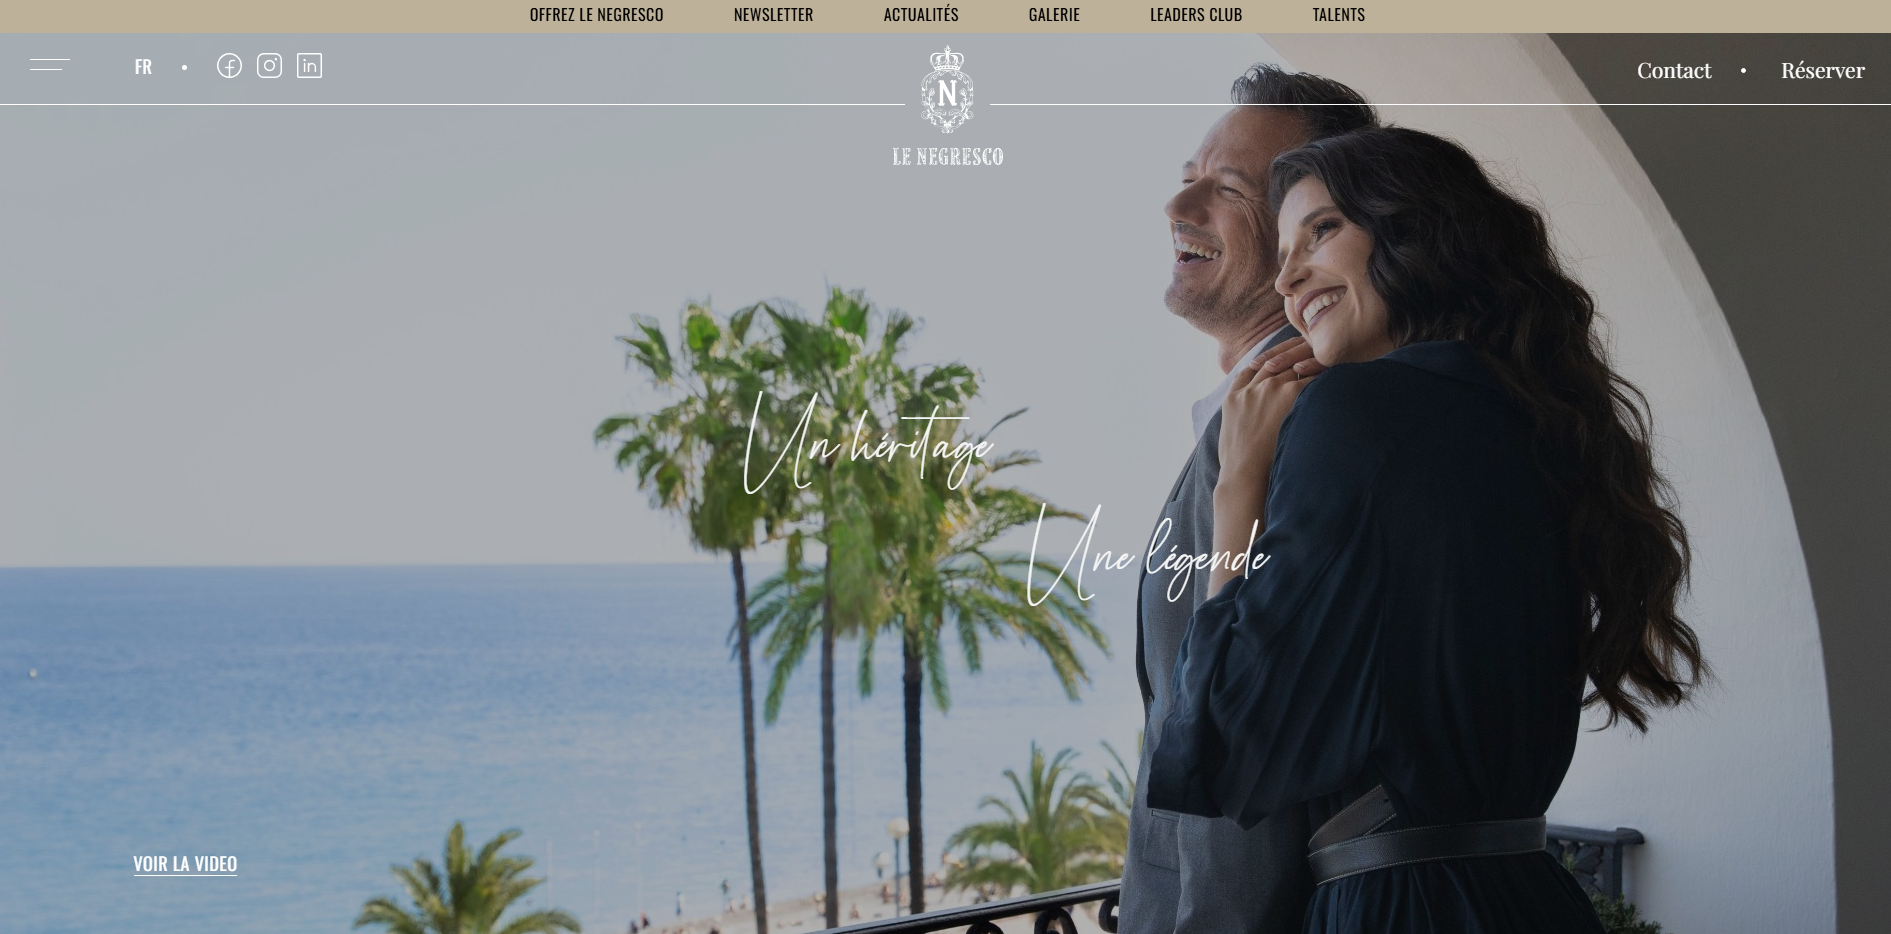 OFFREZ LE NEGRESCO NEWSLETTER ACTUALITÉS GALERIE LEADERS CLUB TALENTS
FR • Contact • Réserver
N
LE NEGRESCO
Un héritage
Une légende
VOIR LA VIDEO